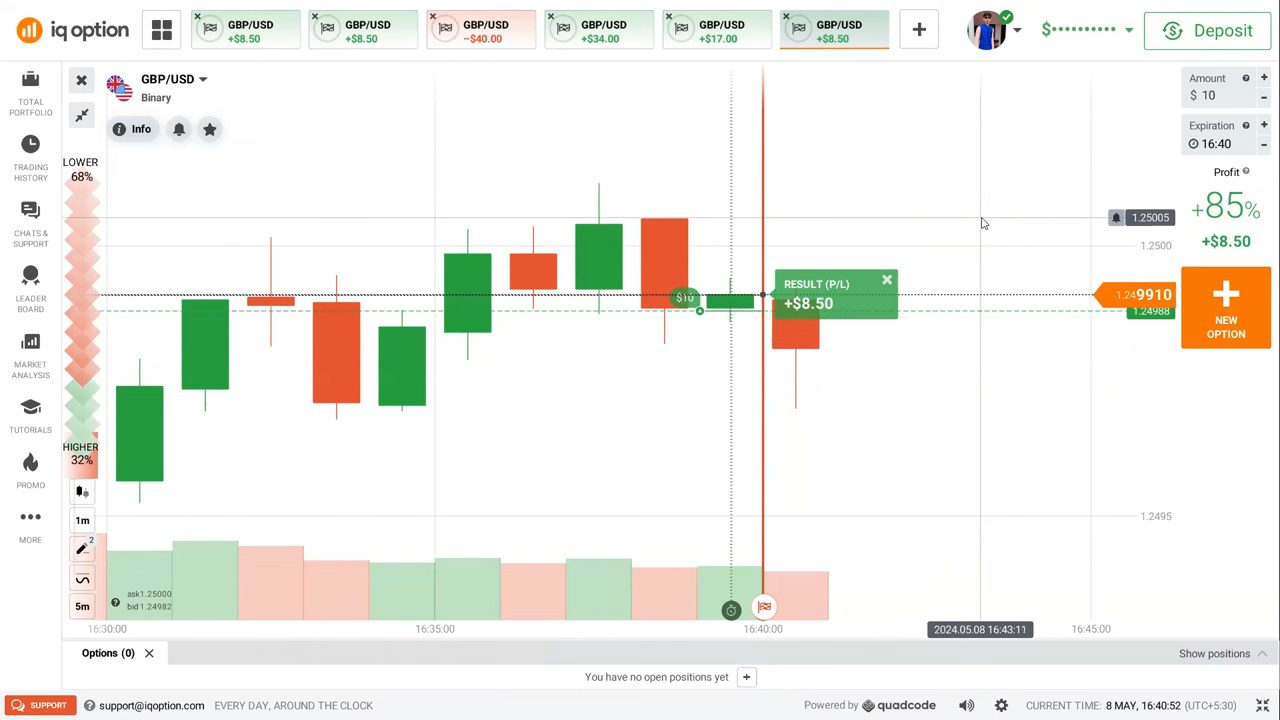 iq option
GBP/USD
+$8.50
GBP/USD
+$8.50
GBP/USD
−$40.00
GBP/USD
+$34.00
GBP/USD
+$17.00
GBP/USD
+$8.50
$••••••••••
Deposit
TOTAL
PORTFOLIO
TRADING
HISTORY
CHATS &
SUPPORT
LEADER
BOARD
MARKET
ANALYSIS
TUTORIALS
PROMO
MORE
GBP/USD
Binary
Info
LOWER
68%
HIGHER
32%
1m
2
5m
ask1.25000
bid1.24982
$10
RESULT (P/L)
+$8.50
1.25005
1.2500
1.249910
1.24988
1.2495
Amount
$ 10
Expiration
16:40
Profit
+85%
+$8.50
NEW
OPTION
16:30:00
16:35:00
16:40:00
2024.05.08 16:43:11
16:45:00
Options (0)
Show positions
You have no open positions yet
SUPPORT
support@iqoption.com
EVERY DAY, AROUND THE CLOCK
Powered by quadcode
CURRENT TIME: 8 MAY, 16:40:52 (UTC+5:30)